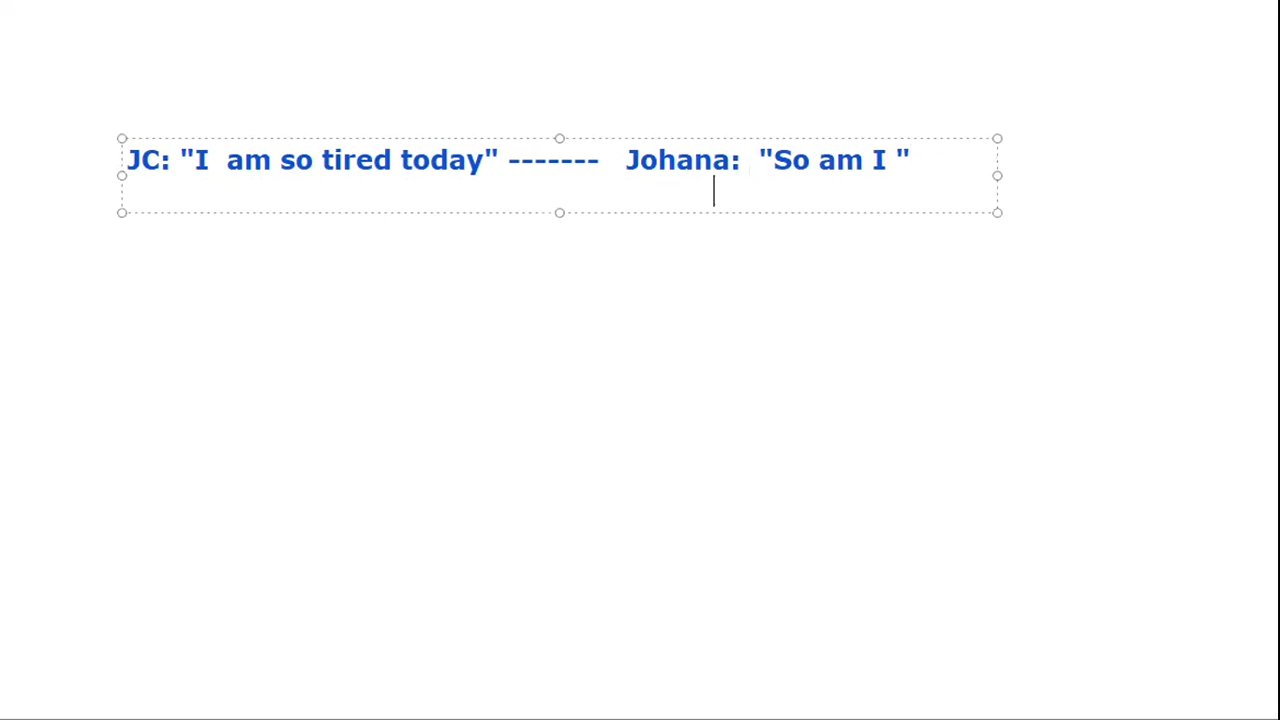 JC: "I  am so tired today" -------   Johana:  "So am I "